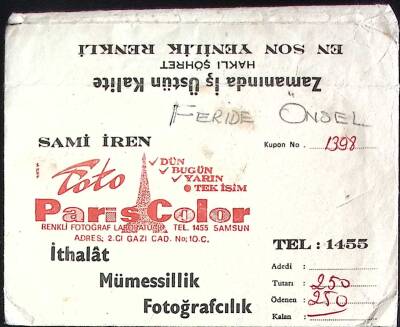 EN SON YENİLİK RENKLİ
HAKLI ŞÖHRET
Zamanında İş Üstün Kalite
FERİDE ÖNSEL
SAMİ İREN
Kupon No 1398
Foto
✓ DÜN
✓ BUGÜN
✓ YARIN
● TEK İSİM
Paris Color
RENKLİ FOTOĞRAF LABORATUARI TEL. 1455 SAMSUN
ADRES; 2.Cİ GAZİ CAD. No; 10.C.
TEL : 1455
İthalât
Mümessillik
Fotoğrafcılık
Adedi :
Tutarı : 250
Ödenen : 250
Kalan :